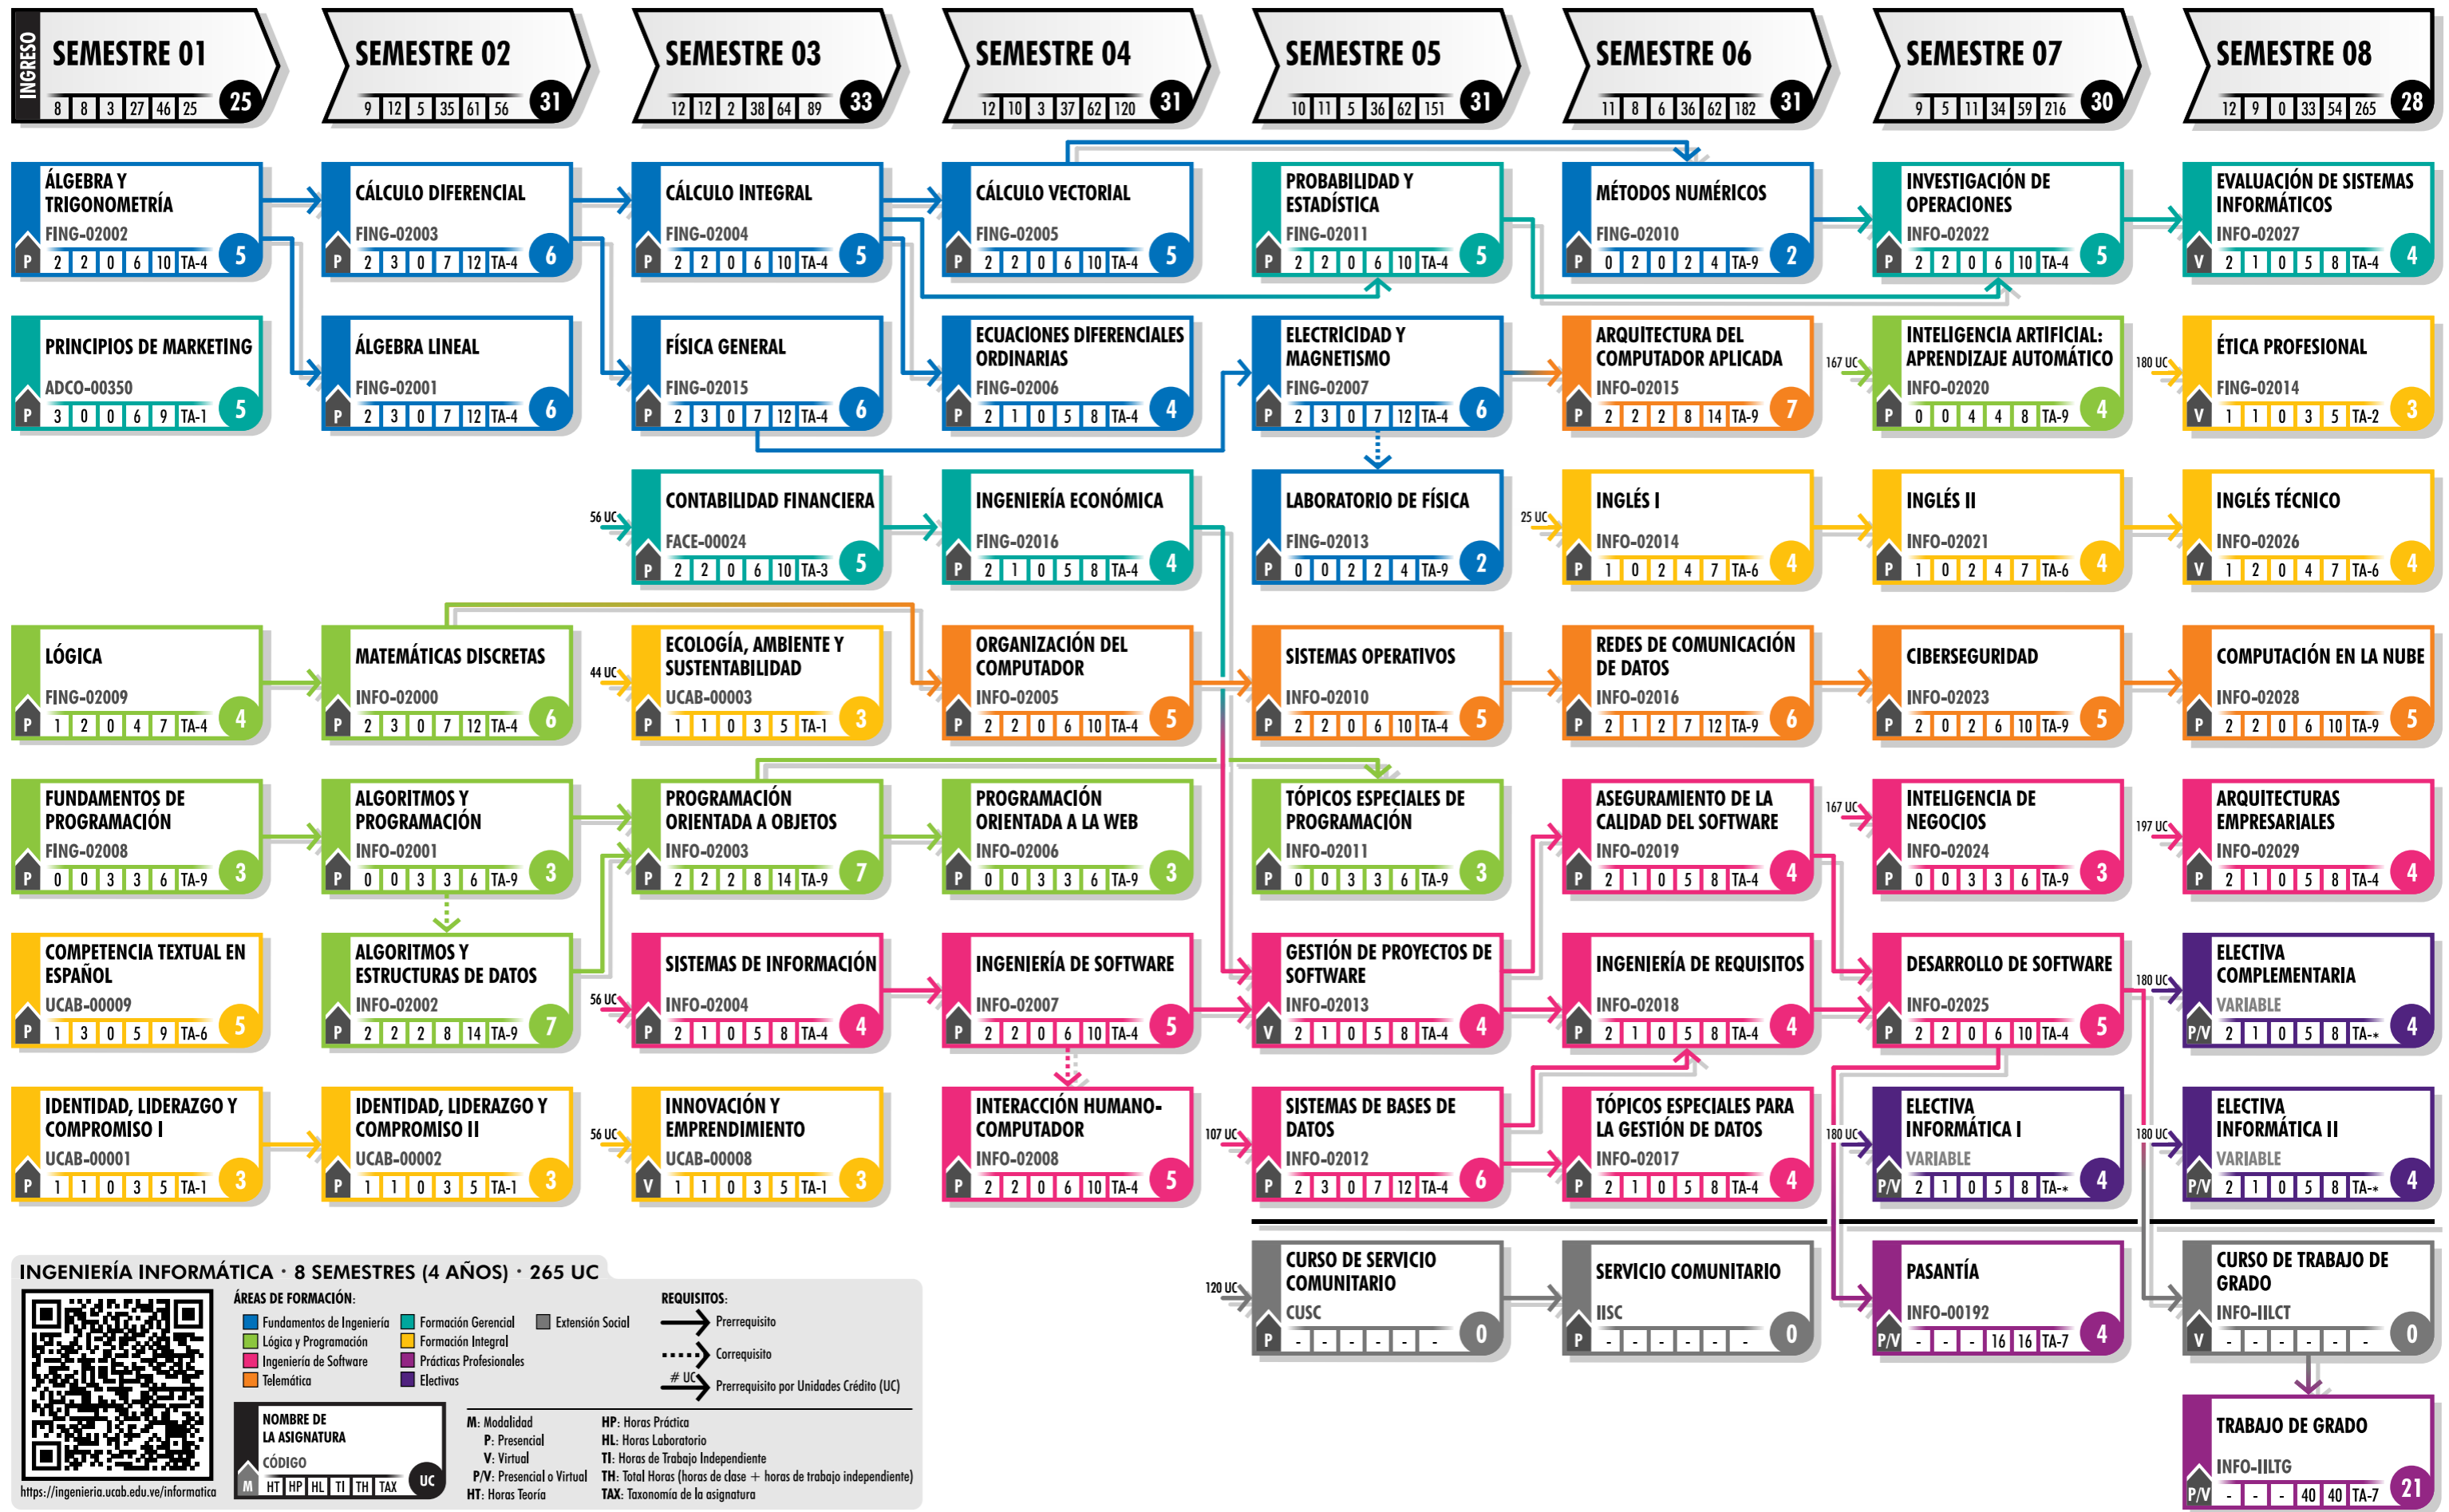 INGRESO
SEMESTRE 01
8 8 3 27 46 25 25
SEMESTRE 02
9 12 5 35 61 56 31
SEMESTRE 03
12 12 2 38 64 89 33
SEMESTRE 04
12 10 3 37 62 120 31
SEMESTRE 05
10 11 5 36 62 151 31
SEMESTRE 06
11 8 6 36 62 182 31
SEMESTRE 07
9 5 11 34 59 216 30
SEMESTRE 08
12 9 0 33 54 265 28
ÁLGEBRA Y
TRIGONOMETRÍA
FING-02002
P 2 2 0 6 10 TA-4 5
CÁLCULO DIFERENCIAL
FING-02003
P 2 3 0 7 12 TA-4 6
CÁLCULO INTEGRAL
FING-02004
P 2 2 0 6 10 TA-4 5
CÁLCULO VECTORIAL
FING-02005
P 2 2 0 6 10 TA-4 5
PROBABILIDAD Y
ESTADÍSTICA
FING-02011
P 2 2 0 6 10 TA-4 5
MÉTODOS NUMÉRICOS
FING-02010
P 0 2 0 2 4 TA-9 2
INVESTIGACIÓN DE
OPERACIONES
INFO-02022
P 2 2 0 6 10 TA-4 5
EVALUACIÓN DE SISTEMAS
INFORMÁTICOS
INFO-02027
V 2 1 0 5 8 TA-4 4
PRINCIPIOS DE MARKETING
ADCO-00350
P 3 0 0 6 9 TA-1 5
ÁLGEBRA LINEAL
FING-02001
P 2 3 0 7 12 TA-4 6
FÍSICA GENERAL
FING-02015
P 2 3 0 7 12 TA-4 6
ECUACIONES DIFERENCIALES
ORDINARIAS
FING-02006
P 2 1 0 5 8 TA-4 4
ELECTRICIDAD Y
MAGNETISMO
FING-02007
P 2 3 0 7 12 TA-4 6
ARQUITECTURA DEL
COMPUTADOR APLICADA
INFO-02015
P 2 2 2 8 14 TA-9 7
167 UC
INTELIGENCIA ARTIFICIAL:
APRENDIZAJE AUTOMÁTICO
INFO-02020
P 0 0 4 4 8 TA-9 4
180 UC
ÉTICA PROFESIONAL
FING-02014
V 1 1 0 3 5 TA-2 3
56 UC
CONTABILIDAD FINANCIERA
FACE-00024
P 2 2 0 6 10 TA-3 5
INGENIERÍA ECONÓMICA
FING-02016
P 2 1 0 5 8 TA-4 4
LABORATORIO DE FÍSICA
FING-02013
P 0 0 2 2 4 TA-9 2
25 UC
INGLÉS I
INFO-02014
P 1 0 2 4 7 TA-6 4
INGLÉS II
INFO-02021
P 1 0 2 4 7 TA-6 4
INGLÉS TÉCNICO
INFO-02026
V 1 2 0 4 7 TA-6 4
LÓGICA
FING-02009
P 1 2 0 4 7 TA-4 4
MATEMÁTICAS DISCRETAS
INFO-02000
P 2 3 0 7 12 TA-4 6
44 UC
ECOLOGÍA, AMBIENTE Y
SUSTENTABILIDAD
UCAB-00003
P 1 1 0 3 5 TA-1 3
ORGANIZACIÓN DEL
COMPUTADOR
INFO-02005
P 2 2 0 6 10 TA-4 5
SISTEMAS OPERATIVOS
INFO-02010
P 2 2 0 6 10 TA-4 5
REDES DE COMUNICACIÓN
DE DATOS
INFO-02016
P 2 1 2 7 12 TA-9 6
CIBERSEGURIDAD
INFO-02023
P 2 0 2 6 10 TA-9 5
COMPUTACIÓN EN LA NUBE
INFO-02028
P 2 2 0 6 10 TA-9 5
FUNDAMENTOS DE
PROGRAMACIÓN
FING-02008
P 0 0 3 3 6 TA-9 3
ALGORITMOS Y
PROGRAMACIÓN
INFO-02001
P 0 0 3 3 6 TA-9 3
PROGRAMACIÓN
ORIENTADA A OBJETOS
INFO-02003
P 2 2 2 8 14 TA-9 7
PROGRAMACIÓN
ORIENTADA A LA WEB
INFO-02006
P 0 0 3 3 6 TA-9 3
TÓPICOS ESPECIALES DE
PROGRAMACIÓN
INFO-02011
P 0 0 3 3 6 TA-9 3
ASEGURAMIENTO DE LA
CALIDAD DEL SOFTWARE
INFO-02019
P 2 1 0 5 8 TA-4 4
167 UC
INTELIGENCIA DE
NEGOCIOS
INFO-02024
P 0 0 3 3 6 TA-9 3
197 UC
ARQUITECTURAS
EMPRESARIALES
INFO-02029
P 2 1 0 5 8 TA-4 4
COMPETENCIA TEXTUAL EN
ESPAÑOL
UCAB-00009
P 1 3 0 5 9 TA-6 5
ALGORITMOS Y
ESTRUCTURAS DE DATOS
INFO-02002
P 2 2 2 8 14 TA-9 7
56 UC
SISTEMAS DE INFORMACIÓN
INFO-02004
P 2 1 0 5 8 TA-4 4
INGENIERÍA DE SOFTWARE
INFO-02007
P 2 2 0 6 10 TA-4 5
GESTIÓN DE PROYECTOS DE
SOFTWARE
INFO-02013
V 2 1 0 5 8 TA-4 4
INGENIERÍA DE REQUISITOS
INFO-02018
P 2 1 0 5 8 TA-4 4
DESARROLLO DE SOFTWARE
INFO-02025
P 2 2 0 6 10 TA-4 5
180 UC
ELECTIVA
COMPLEMENTARIA
VARIABLE
P/V 2 1 0 5 8 TA-* 4
IDENTIDAD, LIDERAZGO Y
COMPROMISO I
UCAB-00001
P 1 1 0 3 5 TA-1 3
IDENTIDAD, LIDERAZGO Y
COMPROMISO II
UCAB-00002
P 1 1 0 3 5 TA-1 3
56 UC
INNOVACIÓN Y
EMPRENDIMIENTO
UCAB-00008
V 1 1 0 3 5 TA-1 3
INTERACCIÓN HUMANO-
COMPUTADOR
INFO-02008
P 2 2 0 6 10 TA-4 5
107 UC
SISTEMAS DE BASES DE
DATOS
INFO-02012
P 2 3 0 7 12 TA-4 6
TÓPICOS ESPECIALES PARA
LA GESTIÓN DE DATOS
INFO-02017
P 2 1 0 5 8 TA-4 4
180 UC
ELECTIVA
INFORMÁTICA I
VARIABLE
P/V 2 1 0 5 8 TA-* 4
180 UC
ELECTIVA
INFORMÁTICA II
VARIABLE
P/V 2 1 0 5 8 TA-* 4
120 UC
CURSO DE SERVICIO
COMUNITARIO
CUSC
P - - - - - - 0
SERVICIO COMUNITARIO
IISC
P - - - - - - 0
PASANTÍA
INFO-00192
P/V - - - 16 16 TA-7 4
CURSO DE TRABAJO DE
GRADO
INFO-IILCT
V - - - - - - 0
TRABAJO DE GRADO
INFO-IILTG
P/V - - - 40 40 TA-7 21
INGENIERÍA INFORMÁTICA · 8 SEMESTRES (4 AÑOS) · 265 UC
https://ingenieria.ucab.edu.ve/informatica
ÁREAS DE FORMACIÓN:
Fundamentos de Ingeniería
Lógica y Programación
Ingeniería de Software
Telemática
Formación Gerencial
Formación Integral
Prácticas Profesionales
Electivas
Extensión Social
REQUISITOS:
Prerrequisito
Correquisito
# UC
Prerrequisito por Unidades Crédito (UC)
NOMBRE DE
LA ASIGNATURA
CÓDIGO
M HT HP HL TI TH TAX UC
M: Modalidad
P: Presencial
V: Virtual
P/V: Presencial o Virtual
HT: Horas Teoría
HP: Horas Práctica
HL: Horas Laboratorio
TI: Horas de Trabajo Independiente
TH: Total Horas (horas de clase + horas de trabajo independiente)
TAX: Taxonomía de la asignatura